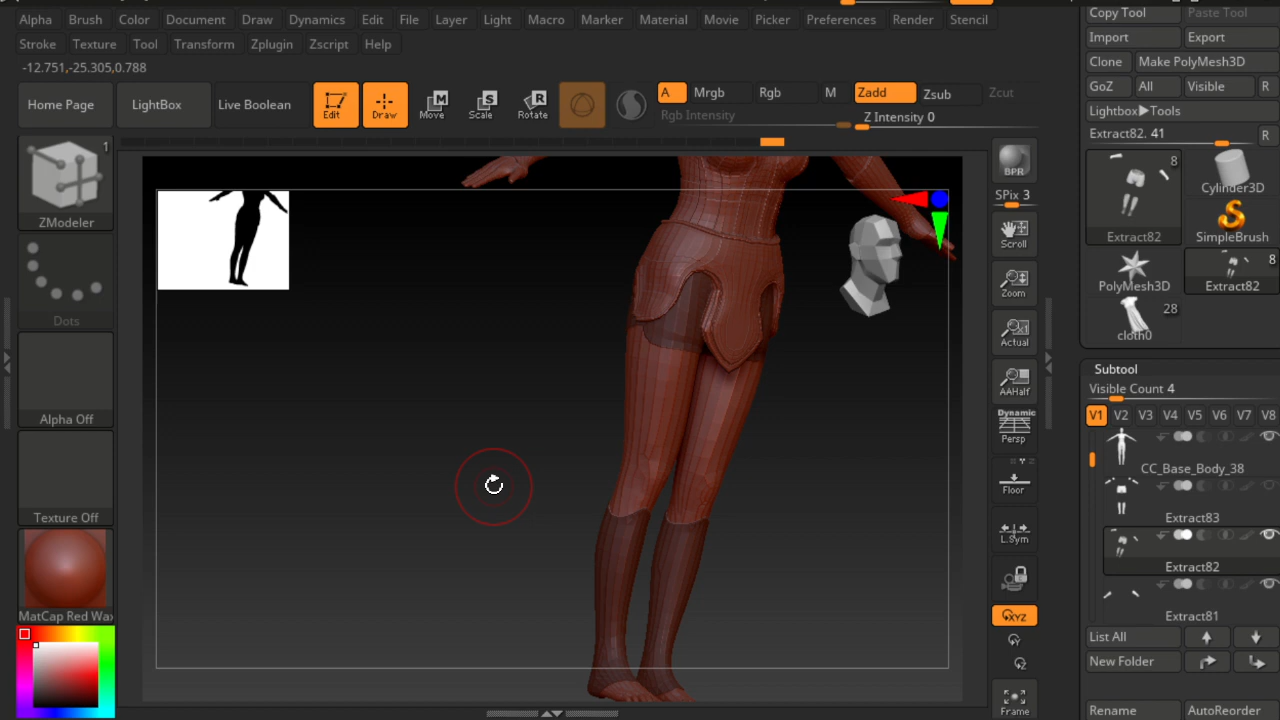 Alpha Brush Color Document Draw Dynamics Edit File Layer Light Macro Marker Material Movie Picker Preferences Render Stencil
Stroke Texture Tool Transform Zplugin Zscript Help
-12.751,-25.305,0.788
Home Page LightBox Live Boolean Edit Draw Move Scale Rotate A Mrgb Rgb M Zadd Zsub Zcut
Rgb Intensity Z Intensity 0
1
ZModeler
Dots
Alpha Off
Texture Off
MatCap Red Wax
BPR
SPix 3
Scroll
Zoom
Actual
AAHalf
Dynamic
Persp
Floor
L.Sym
XYZ
Frame
Copy Tool Paste Tool
Import Export
Clone Make PolyMesh3D
GoZ All Visible R
Lightbox▶Tools
Extract82. 41 R
8
Extract82
Cylinder3D
SimpleBrush
PolyMesh3D
8
Extract82
28
cloth0
Subtool
Visible Count 4
V1 V2 V3 V4 V5 V6 V7 V8
CC_Base_Body_38
Extract83
Extract82
Extract81
List All
New Folder
Rename AutoReorder